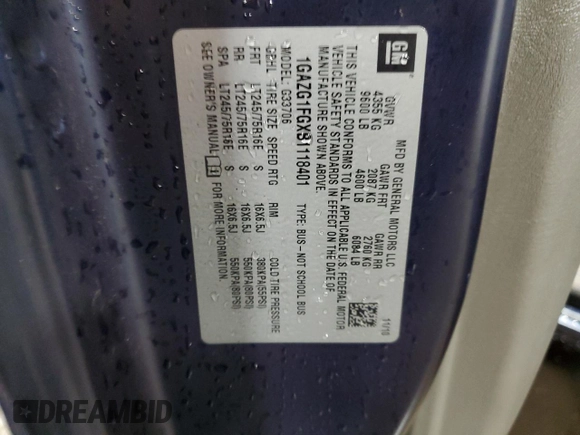 GM
MFD BY GENERAL MOTORS LLC
11/10
GVWR GAWR FRT GAWR RR
4355 KG 2087 KG 2760 KG
9600 LB 4600 LB 6084 LB
THIS VEHICLE CONFORMS TO ALL APPLICABLE U.S. FEDERAL MOTOR
VEHICLE SAFETY STANDARDS IN EFFECT ON THE DATE OF
MANUFACTURE SHOWN ABOVE.
1GAZG1FGX31118401 TYPE: BUS-NOT SCHOOL BUS
MODEL: G33706
TIRE SIZE SPEED RTG RIM COLD TIRE PRESSURE
FRT LT245/75R16E S 16X6.5J 380KPA(55PSI)
RR LT245/75R16E S 16X6.5J 550KPA(80PSI)
SPA LT245/75R16E S 16X6.5J 550KPA(80PSI)
SEE OWNER'S MANUAL FOR MORE INFORMATION.
DREAMBID